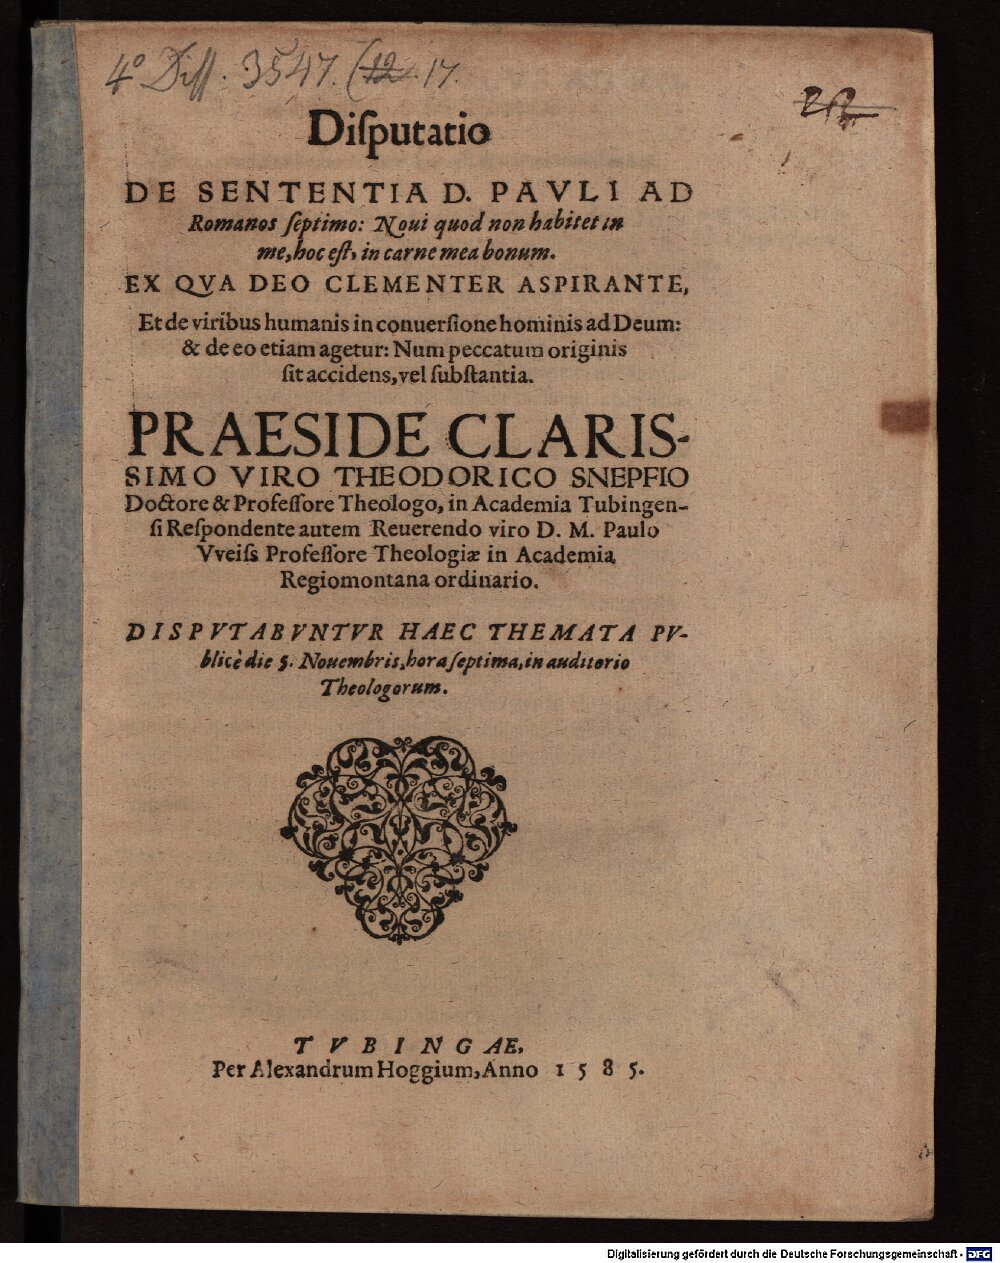 4° Diss. 3547. (12. 17.
22
Diſputatio
DE SENTENTIA D. PAVLI AD
Romanos ſeptimo: Noui quod non habitet in
me, hoc eſt, in carne mea bonum.
EX QVA DEO CLEMENTER ASPIRANTE,
Et de viribus humanis in conuerſione hominis ad Deum:
& de eo etiam agetur: Num peccatum originis
ſit accidens, vel ſubſtantia.
PRAESIDE CLARIS-
SIMO VIRO THEODORICO SNEPFIO
Doctore & Profeſſore Theologo, in Academia Tubingen-
ſi Reſpondente autem Reuerendo viro D. M. Paulo
VVeiſs Profeſſore Theologiæ in Academia
Regiomontana ordinario.
DISPVTABVNTVR HAEC THEMATA PV-
blicè die 5. Nouembris, hora ſeptima, in auditorio
Theologorum.
TVBINGAE,
Per Alexandrum Hoggium, Anno 1585.
Digitalisierung gefördert durch die Deutsche Forschungsgemeinschaft - DFG